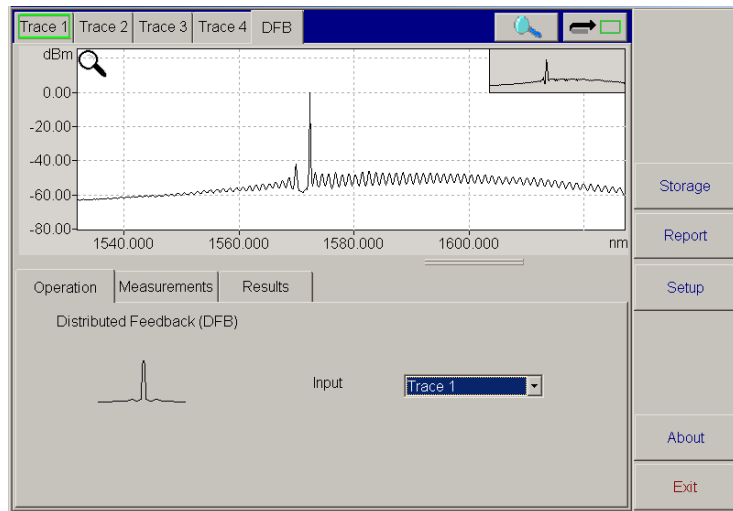 Trace 1 Trace 2 Trace 3 Trace 4 DFB
dBm
0.00
-20.00
-40.00
-60.00
-80.00
1540.000 1560.000 1580.000 1600.000 nm
Operation Measurements Results
Distributed Feedback (DFB)
Input Trace 1
Storage
Report
Setup
About
Exit